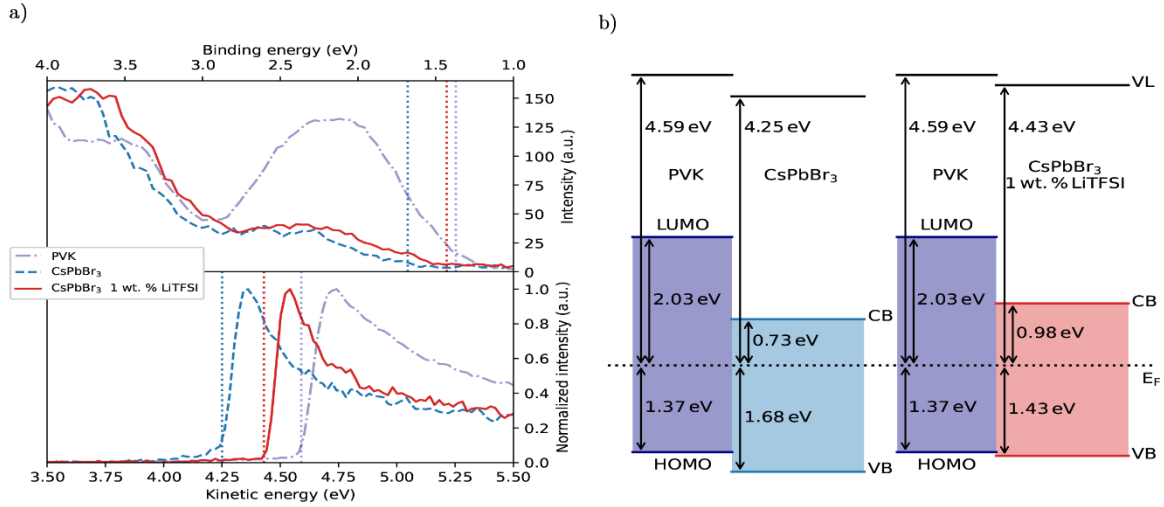 a)
Binding energy (eV)
4.0 3.5 3.0 2.5 2.0 1.5 1.0
150
125
100
75
50
25
0
Intensity (a.u.)
PVK
CsPbBr₃
CsPbBr₃ 1 wt. % LiTFSI
1.0
0.8
0.6
0.4
0.2
0.0
Normalized intensity (a.u.)
3.50 3.75 4.00 4.25 4.50 4.75 5.00 5.25 5.50
Kinetic energy (eV)
b)
VL
4.59 eV 4.25 eV 4.59 eV 4.43 eV
PVK CsPbBr₃ PVK CsPbBr₃
1 wt. % LiTFSI
LUMO LUMO
2.03 eV 2.03 eV
CB CB
0.73 eV 0.98 eV
E_F
1.37 eV 1.68 eV 1.37 eV 1.43 eV
HOMO VB HOMO VB